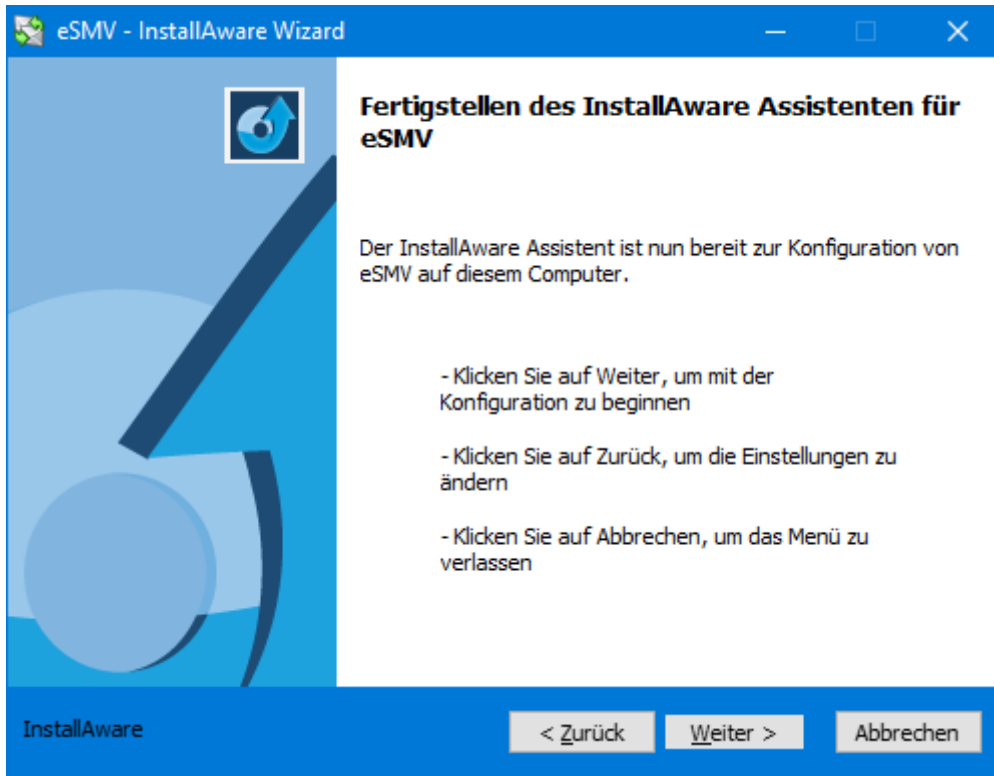 eSMV - InstallAware Wizard
Fertigstellen des InstallAware Assistenten für
eSMV
Der InstallAware Assistent ist nun bereit zur Konfiguration von
eSMV auf diesem Computer.
- Klicken Sie auf Weiter, um mit der
Konfiguration zu beginnen
- Klicken Sie auf Zurück, um die Einstellungen zu
ändern
- Klicken Sie auf Abbrechen, um das Menü zu
verlassen
InstallAware
< Zurück
Weiter >
Abbrechen